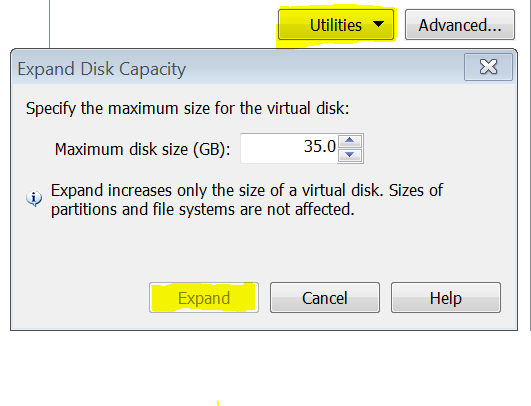 Utilities Advanced...
Expand Disk Capacity
Specify the maximum size for the virtual disk:
Maximum disk size (GB): 35.0
Expand increases only the size of a virtual disk. Sizes of
partitions and file systems are not affected.
Expand Cancel Help